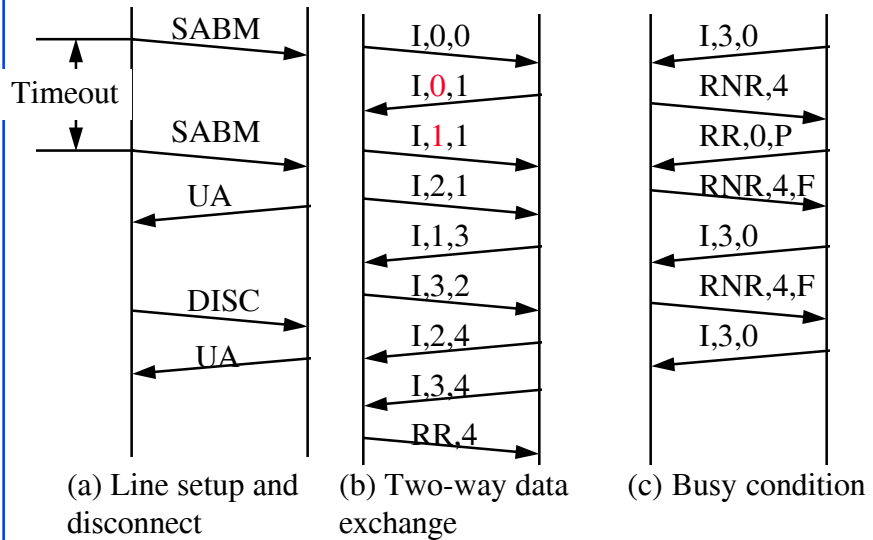 SABM
Timeout
SABM
UA
DISC
UA
(a) Line setup and
disconnect
I,0,0
I,0,1
I,1,1
I,2,1
I,1,3
I,3,2
I,2,4
I,3,4
RR,4
(b) Two-way data
exchange
I,3,0
RNR,4
RR,0,P
RNR,4,F
I,3,0
RNR,4,F
I,3,0
(c) Busy condition